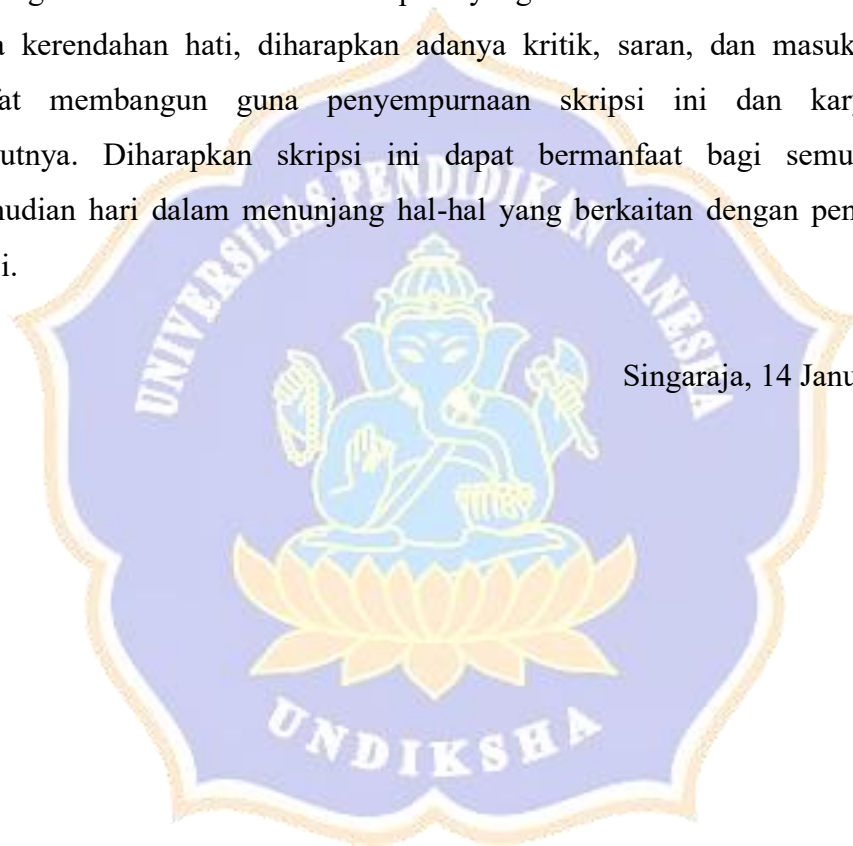 kerendahan hati, diharapkan adanya kritik, saran, dan masuk
at membangun guna penyempurnaan skripsi ini dan kary
utnya. Diharapkan skripsi ini dapat bermanfaat bagi semu
udian hari dalam menunjang hal-hal yang berkaitan dengan pen
i.
UNIVERSITAS PENDIDIKAN GANESHA
Singaraja, 14 Janu
UNDIKSHA